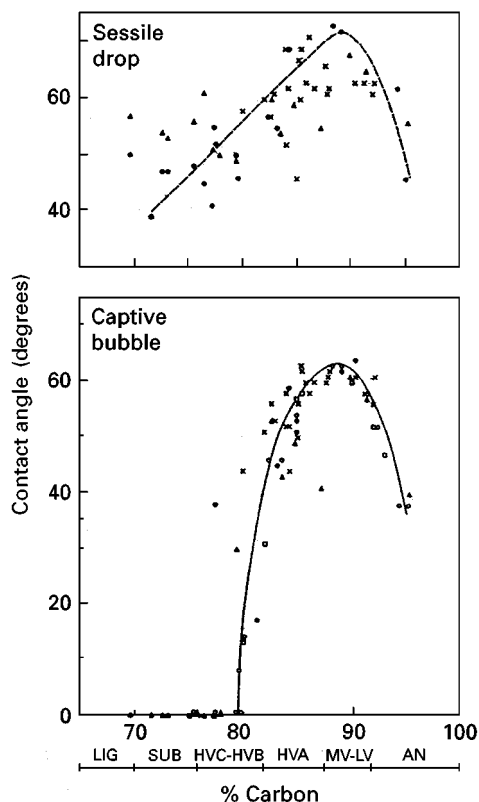 Sessile
drop
60
40
Contact angle (degrees)
Captive
bubble
60
40
20
0
70 80 90 100
LIG SUB HVC-HVB HVA MV-LV AN
% Carbon